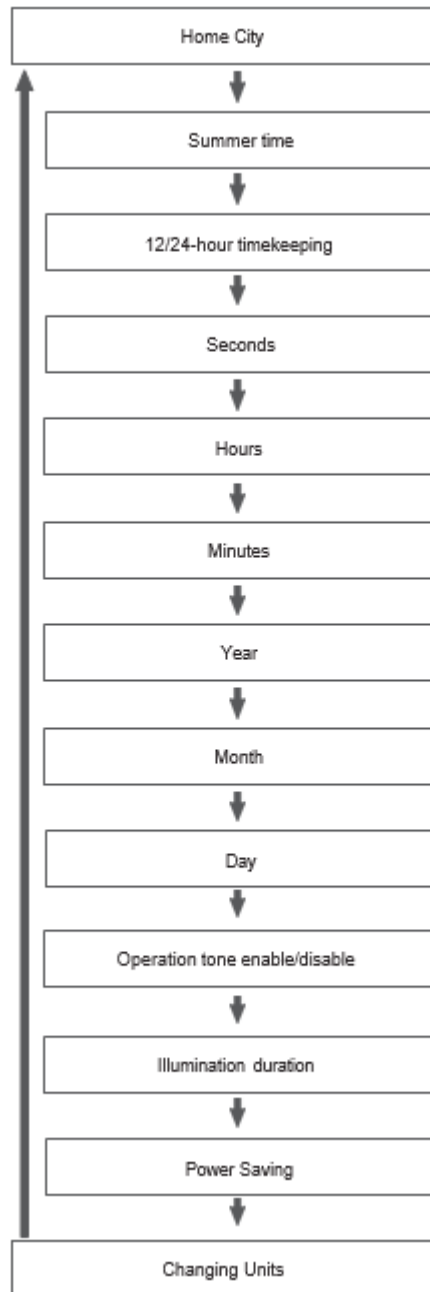 Home City
Summer time
12/24-hour timekeeping
Seconds
Hours
Minutes
Year
Month
Day
Operation tone enable/disable
Illumination duration
Power Saving
Changing Units